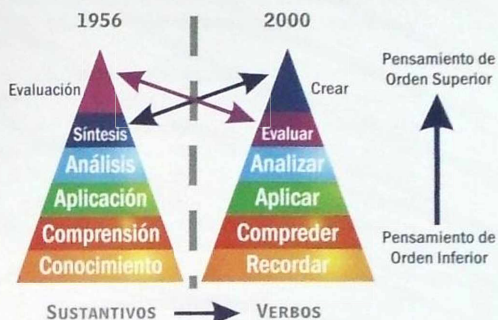 1956
2000
Evaluación
Síntesis
Análisis
Aplicación
Comprensión
Conocimiento
Crear
Evaluar
Analizar
Aplicar
Compreder
Recordar
Pensamiento de
Orden Superior
Pensamiento de
Orden Inferior
SUSTANTIVOS
VERBOS